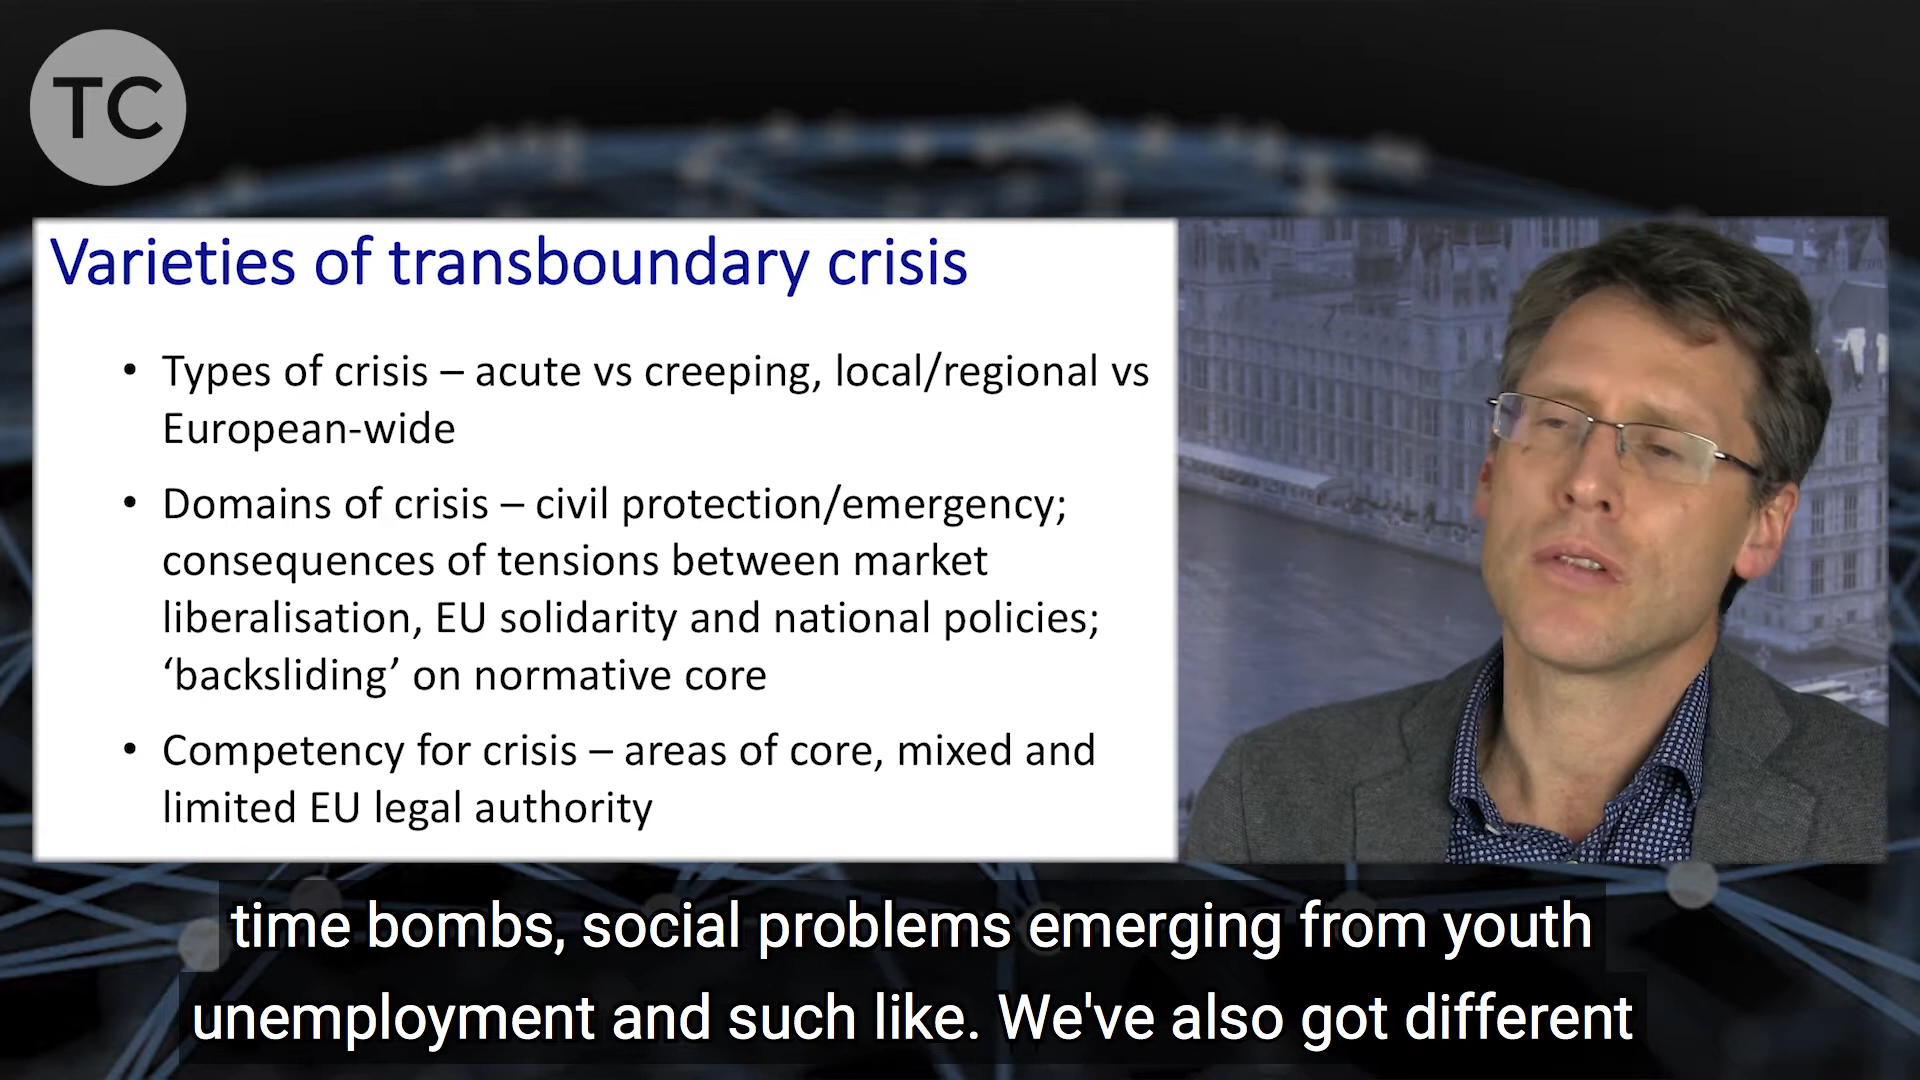 TC
Varieties of transboundary crisis
• Types of crisis – acute vs creeping, local/regional vs
European-wide
• Domains of crisis – civil protection/emergency;
consequences of tensions between market
liberalisation, EU solidarity and national policies;
‘backsliding’ on normative core
• Competency for crisis – areas of core, mixed and
limited EU legal authority
time bombs, social problems emerging from youth
unemployment and such like. We've also got different